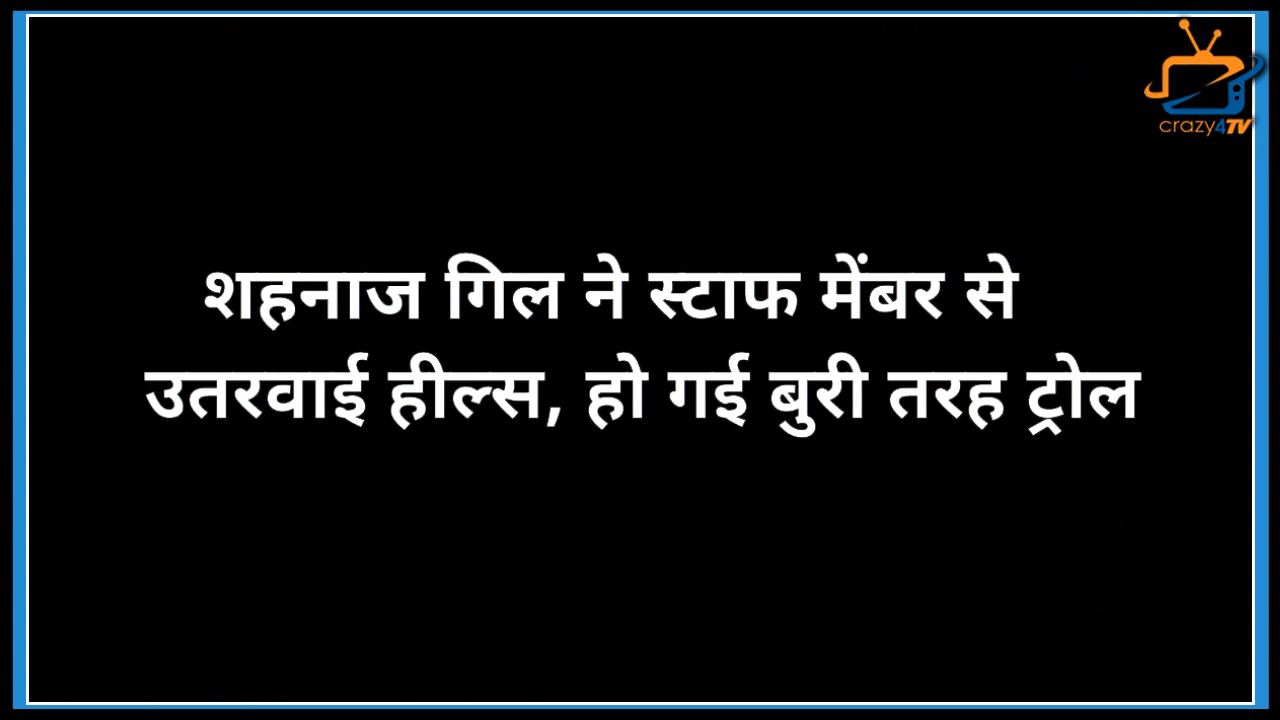 crazy4TV
शहनाज गिल ने स्टाफ मेंबर से
उतरवाई हील्स, हो गई बुरी तरह ट्रोल